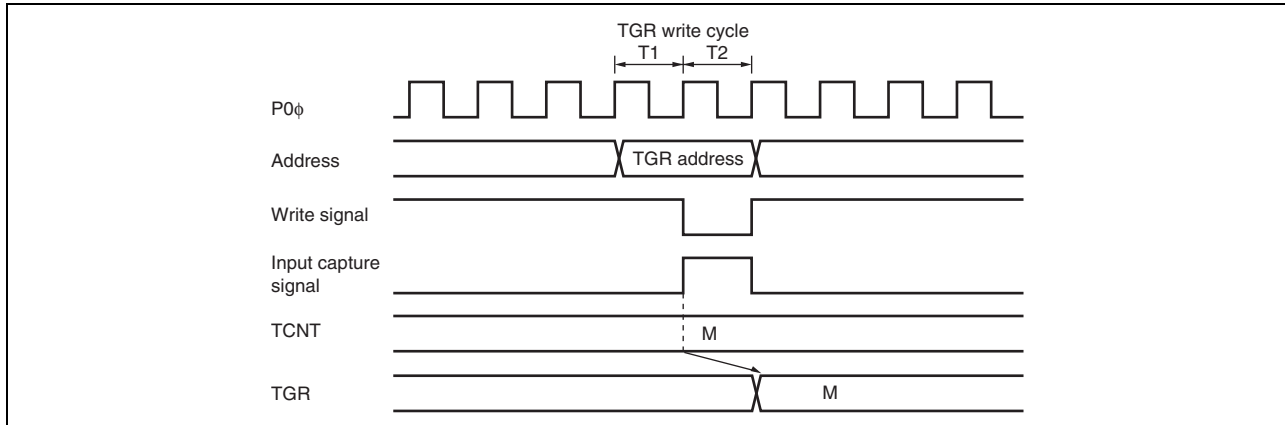 TGR write cycle
T1 T2
P0ϕ
Address
TGR address
Write signal
Input capture
signal
TCNT
M
TGR
M